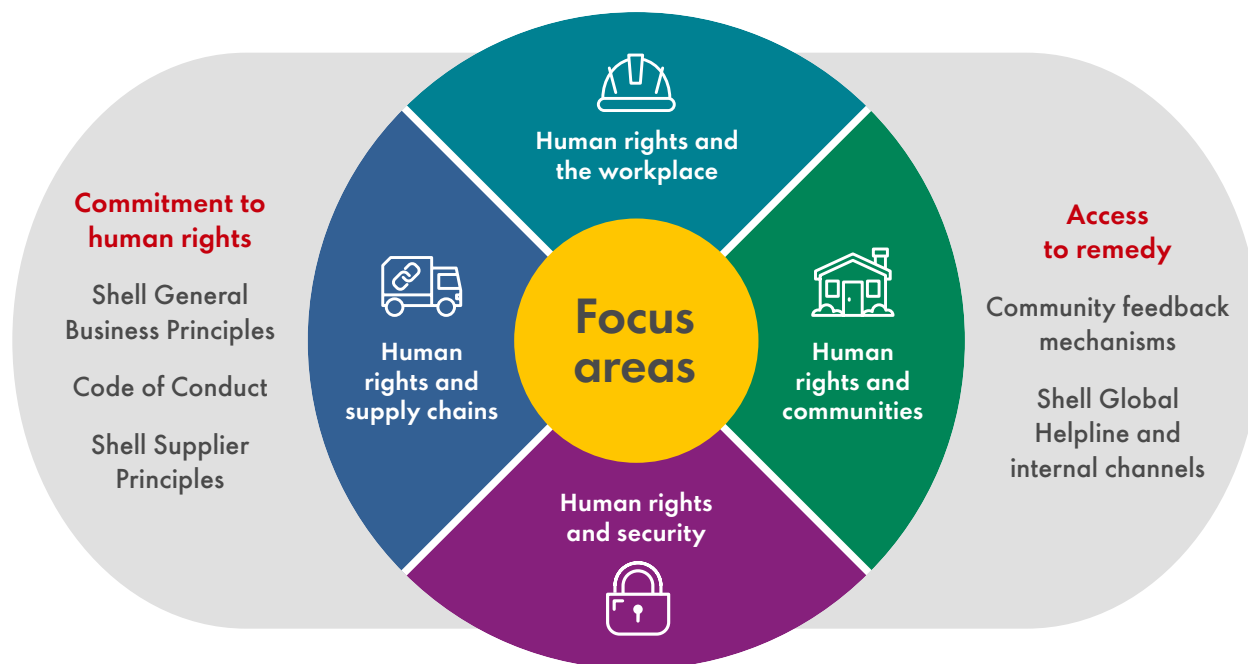 Commitment to
human rights
Shell General
Business Principles
Code of Conduct
Shell Supplier
Principles
Human rights and
the workplace
Human
rights and
supply chains
Focus
areas
Human
rights and
communities
Human rights
and security
Access
to remedy
Community feedback
mechanisms
Shell Global
Helpline and
internal channels